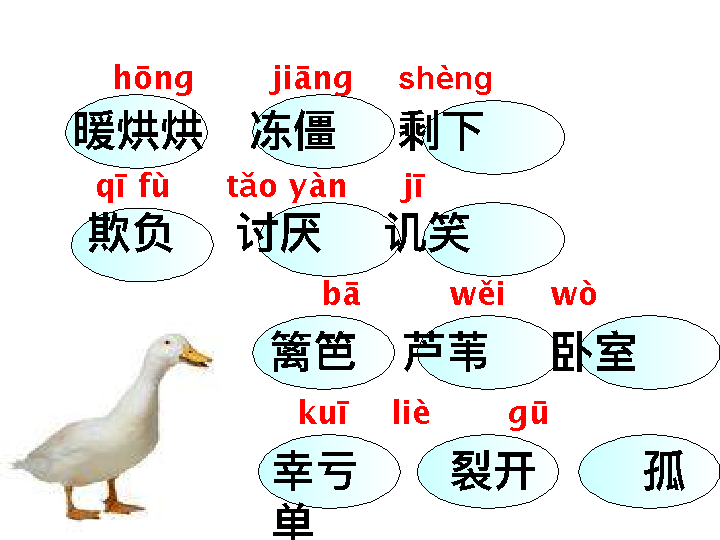 hōng jiāng shèng
暖烘烘 冻僵 剩下
qī fù tǎo yàn jī
欺负 讨厌 讥笑
bā wěi wò
篱笆 芦苇 卧室
kuī liè gū
幸亏 裂开 孤
单